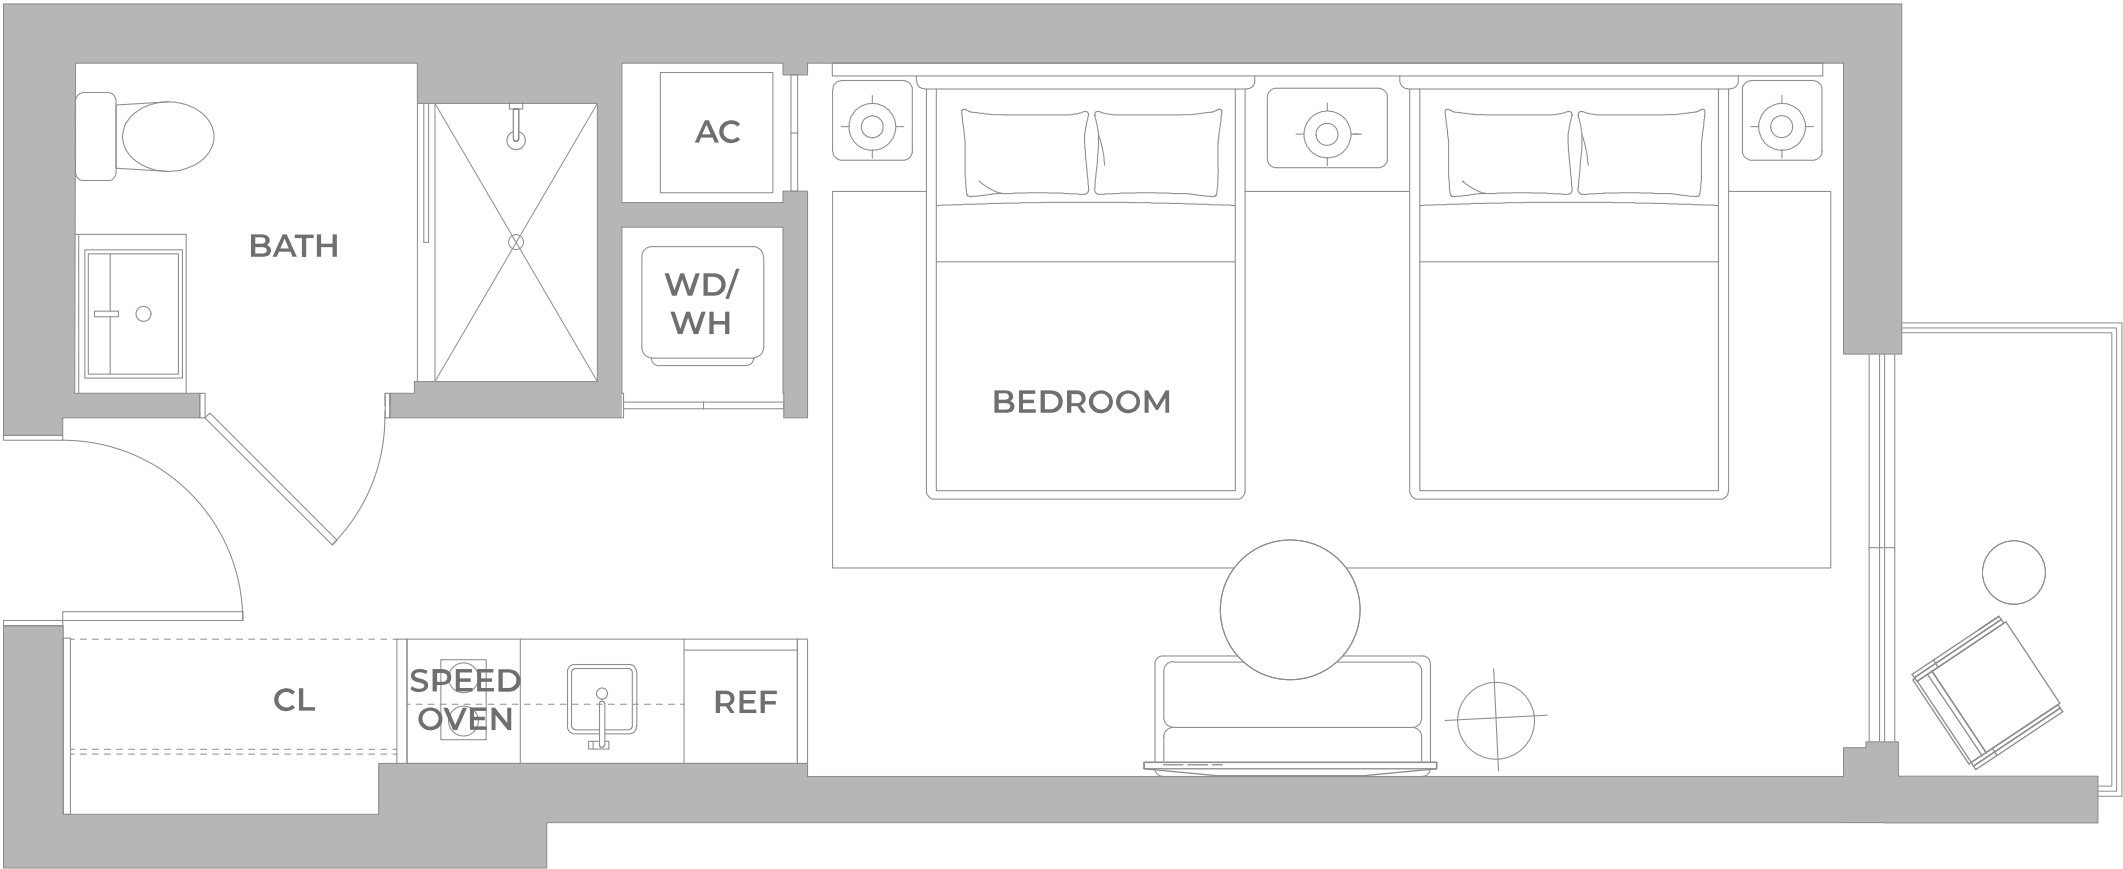 AC
BATH
WD/
WH
BEDROOM
CL
SPEED
OVEN
REF